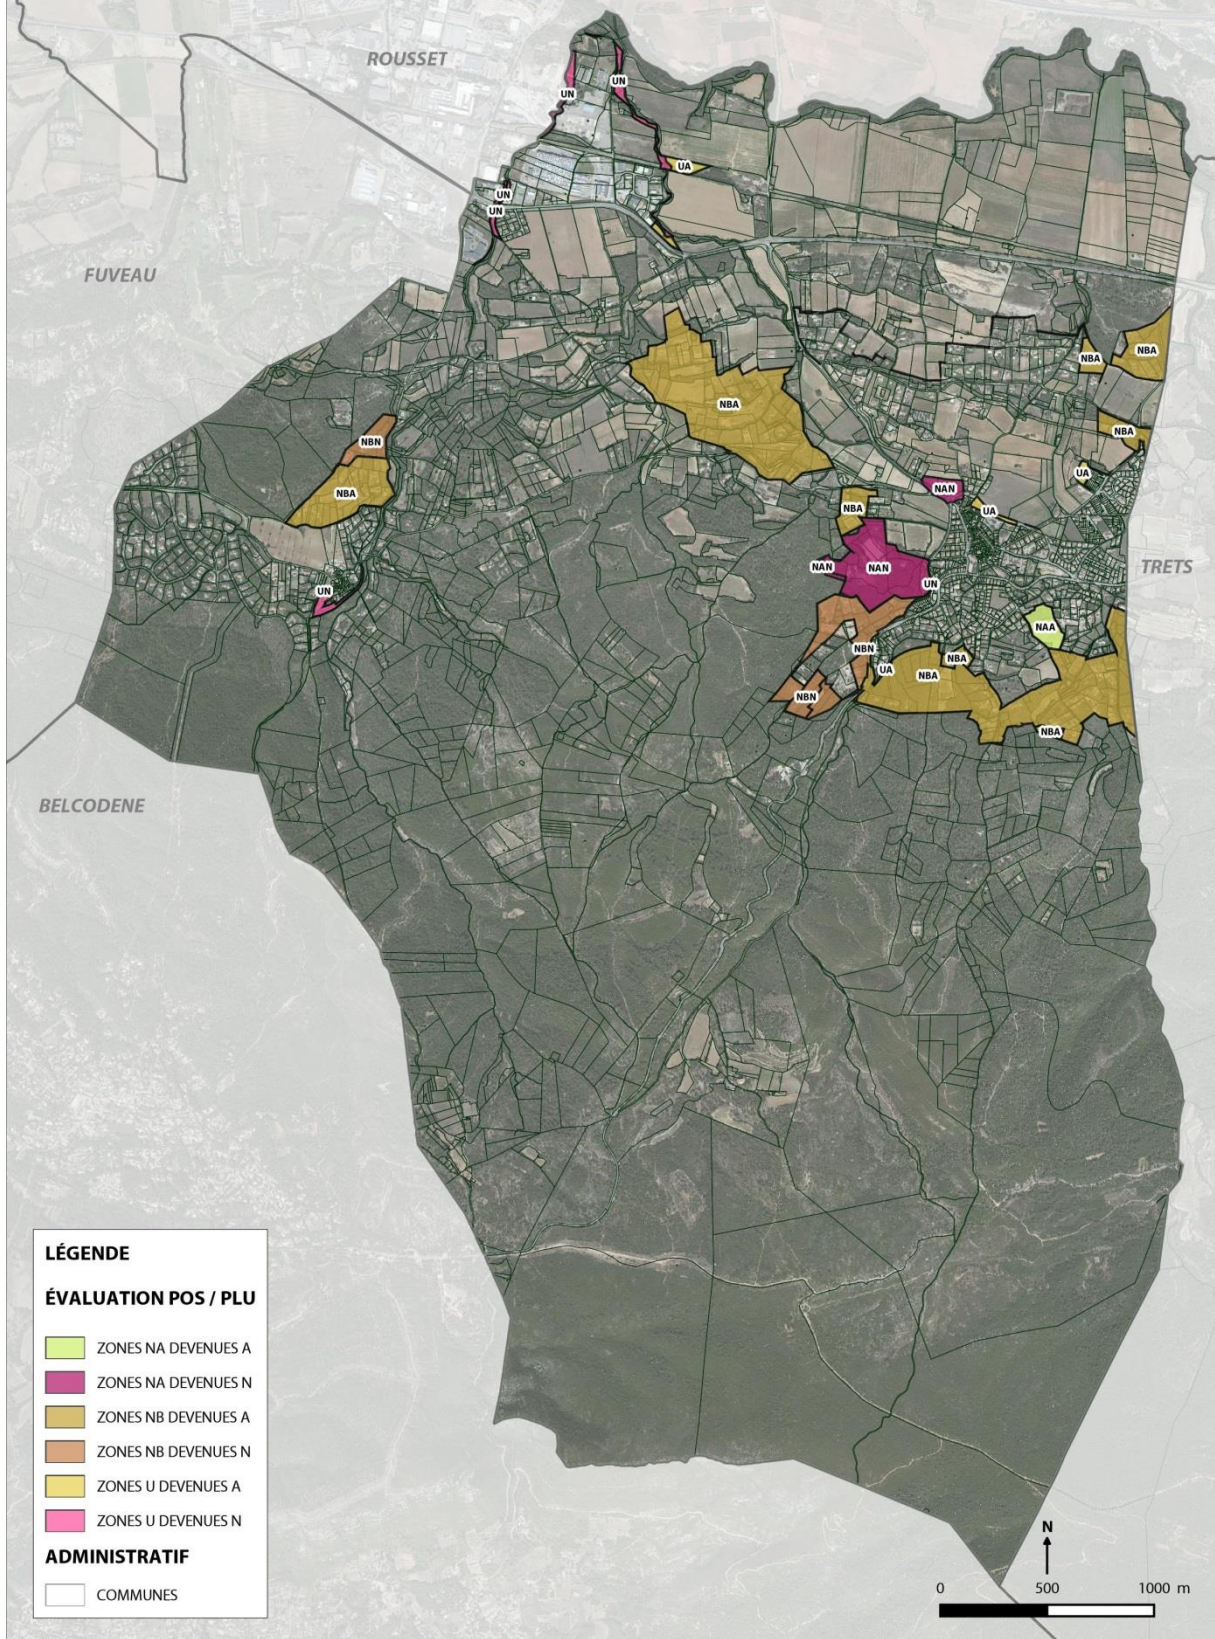 ROUSSET
UN
UN
UA
UN
UN
FUVEAU
NBA
NBA
NBA
NBA
NBN
UA
NBA
NAN
NBA
UA
NAN
NAN
TRETS
UN
UN
NAA
NBN
NBA
UA
NBA
NBN
NBA
BELCODENE
LÉGENDE
ÉVALUATION POS / PLU
ZONES NA DEVENUES A
ZONES NA DEVENUES N
ZONES NB DEVENUES A
ZONES NB DEVENUES N
ZONES U DEVENUES A
ZONES U DEVENUES N
ADMINISTRATIF
COMMUNES
N
0 500 1000 m